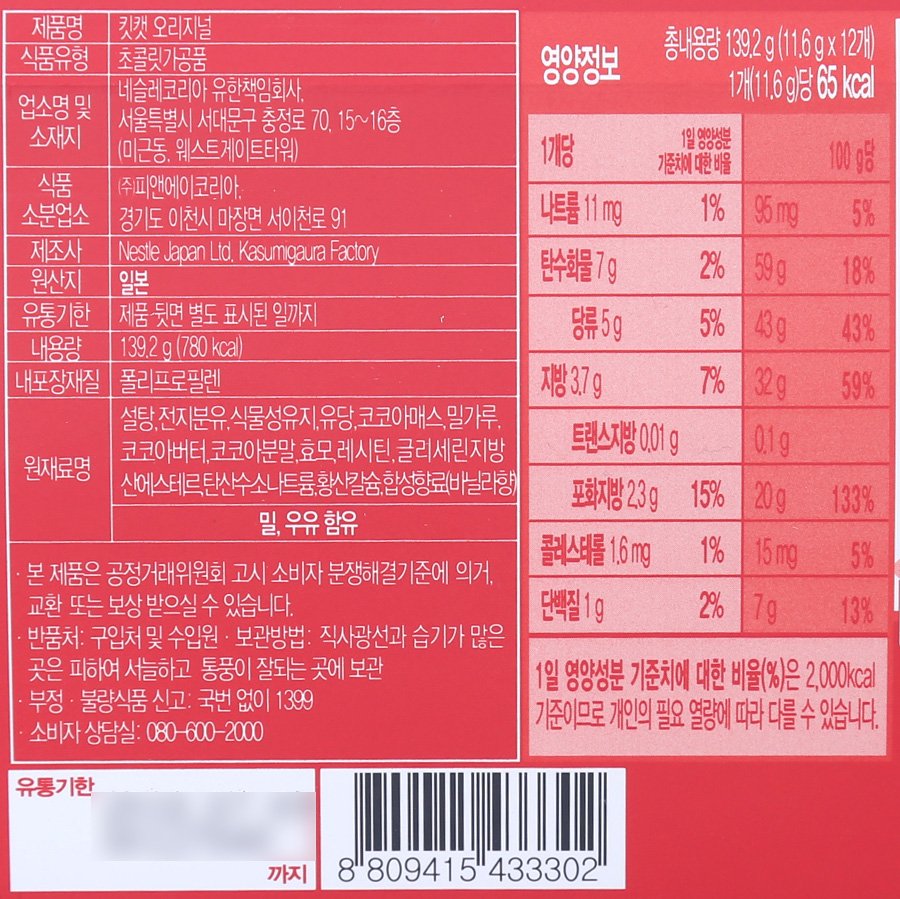 제품명 킷캣 오리지널
식품유형 초콜릿가공품
업소명 및 소재지 네슬레코리아 유한책임회사,
서울특별시 서대문구 충정로 70, 15~16층
(미근동, 웨스트게이트타워)
식품 소분업소 ㈜피앤에이코리아,
경기도 이천시 마장면 서이천로 91
제조사 Nestle Japan Ltd, Kasumigaura Factory
원산지 일본
유통기한 제품 뒷면 별도 표시된 일까지
내용량 139.2 g (780 kcal)
내포장재질 폴리프로필렌
원재료명 설탕,전지분유,식물성유지,유당,코코아매스,밀가루,
코코아버터,코코아분말,효모,레시틴,글리세린지방
산에스테르,탄산수소나트륨,황산칼슘,합성향료(바닐라향)
밀, 우유 함유
· 본 제품은 공정거래위원회 고시 소비자 분쟁해결기준에 의거,
교환 또는 보상 받으실 수 있습니다.
· 반품처: 구입처 및 수입원 · 보관방법: 직사광선과 습기가 많은
곳은 피하여 서늘하고 통풍이 잘되는 곳에 보관
· 부정 · 불량식품 신고: 국번 없이 1399
· 소비자 상담실: 080-600-2000
유통기한
까지
8 809415 433302
영양정보
총내용량 139.2 g (11.6 g x 12개)
1개(11.6 g)당 65 kcal
1개당 1일 영양성분 기준치에 대한 비율 100 g당
나트륨 11 mg 1% 95 mg 5%
탄수화물 7 g 2% 59 g 18%
당류 5 g 5% 43 g 43%
지방 3.7 g 7% 32 g 59%
트랜스지방 0.01 g 0.1 g
포화지방 2.3 g 15% 20 g 133%
콜레스테롤 1.6 mg 1% 15 mg 5%
단백질 1 g 2% 7 g 13%
1일 영양성분 기준치에 대한 비율(%)은 2,000kcal
기준이므로 개인의 필요 열량에 따라 다를 수 있습니다.